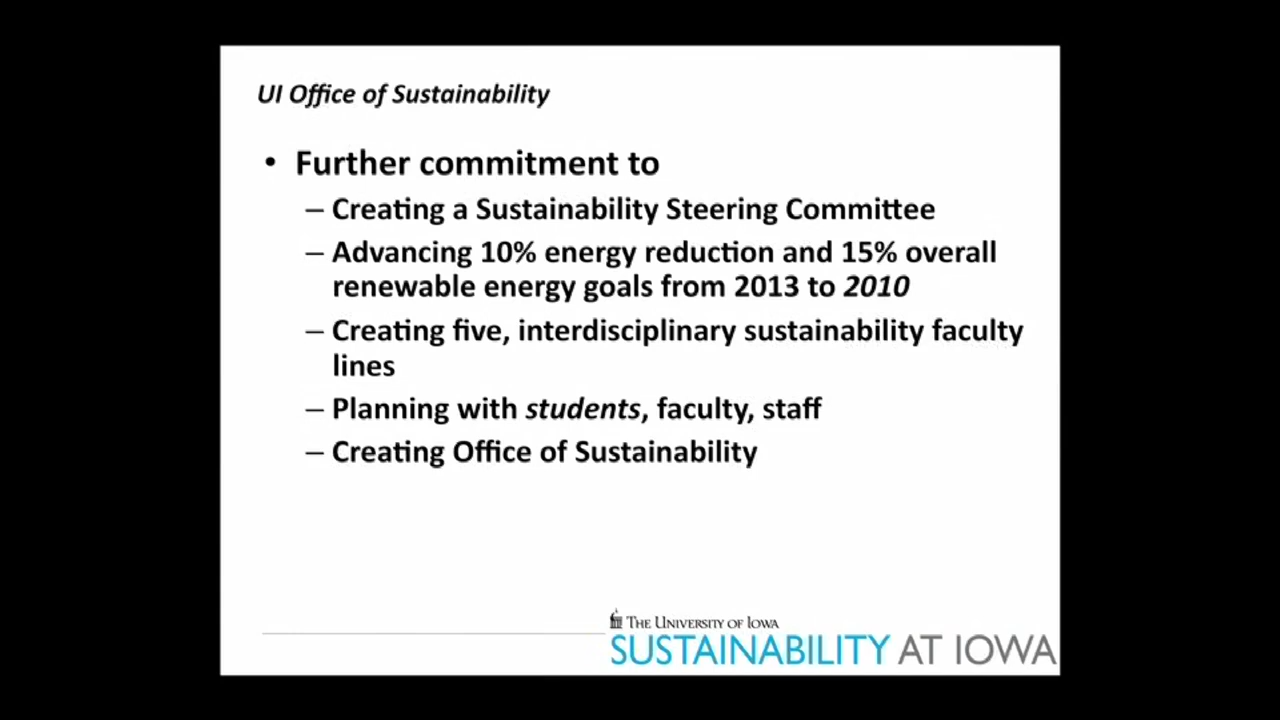 UI Office of Sustainability
• Further commitment to
– Creating a Sustainability Steering Committee
– Advancing 10% energy reduction and 15% overall
renewable energy goals from 2013 to 2010
– Creating five, interdisciplinary sustainability faculty
lines
– Planning with students, faculty, staff
– Creating Office of Sustainability
THE UNIVERSITY OF IOWA
SUSTAINABILITY AT IOWA